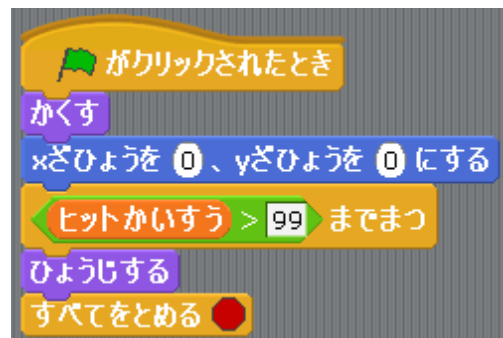 がクリックされたとき
かくす
xざひょうを 0 、yざひょうを 0 にする
ヒットかいすう > 99 までまつ
ひょうじする
すべてをとめる